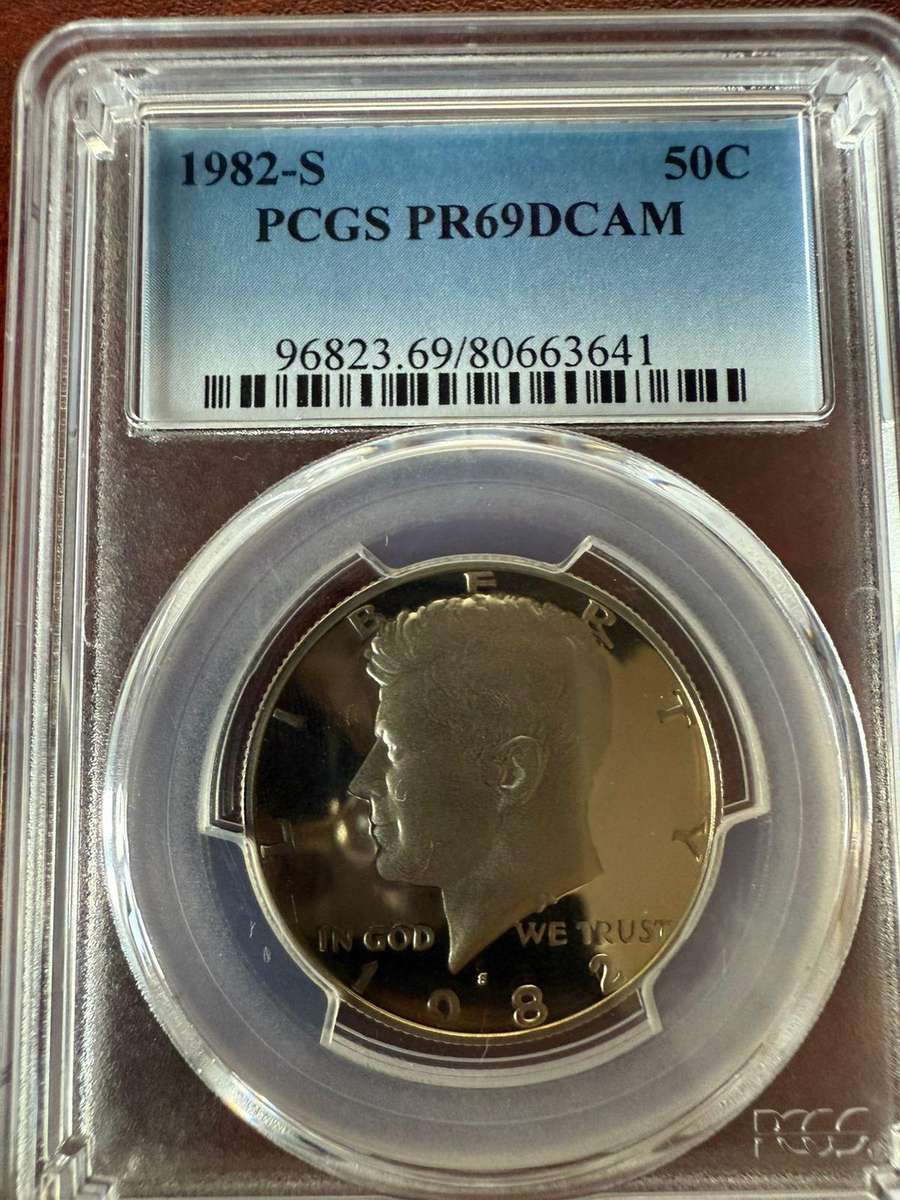 1982-S 50C
PCGS PR69DCAM
96823.69/80663641
LIBERTY
IN GOD WE TRUST
S
1982
PCGS